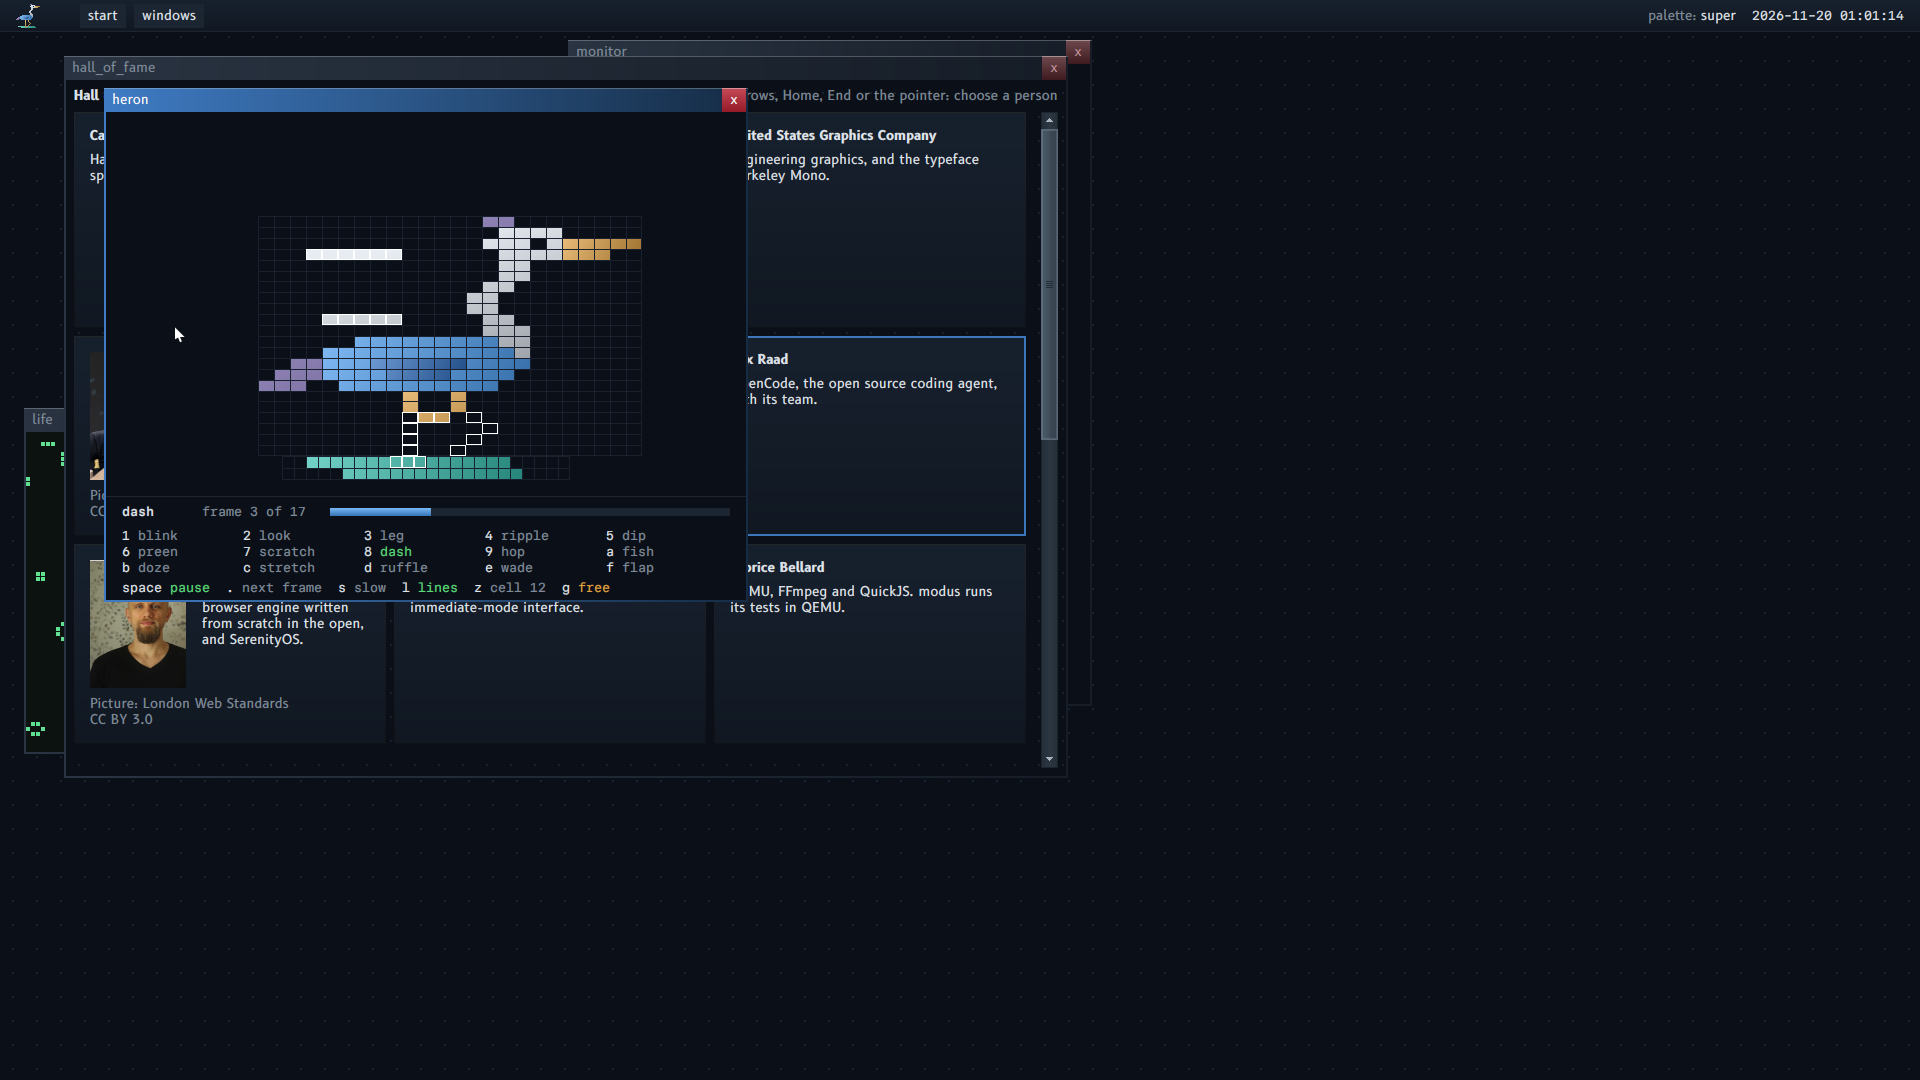 start windows palette: super 2026-11-20 01:01:14
monitor x
hall_of_fame x
Hall rows, Home, End or the pointer: choose a person
heron x
ited States Graphics Company
gineering graphics, and the typeface
rkeley Mono.
Ca
Ha
sp
x Raad
enCode, the open source coding agent,
h its team.
life
Pic
CC
dash frame 3 of 17
1 blink 2 look 3 leg 4 ripple 5 dip
6 preen 7 scratch 8 dash 9 hop a fish
b doze c stretch d ruffle e wade f flap
space pause . next frame s slow l lines z cell 12 g free
browser engine written
from scratch in the open,
and SerenityOS.
Picture: London Web Standards
CC BY 3.0
immediate-mode interface.
brice Bellard
MU, FFmpeg and QuickJS. modus runs
its tests in QEMU.